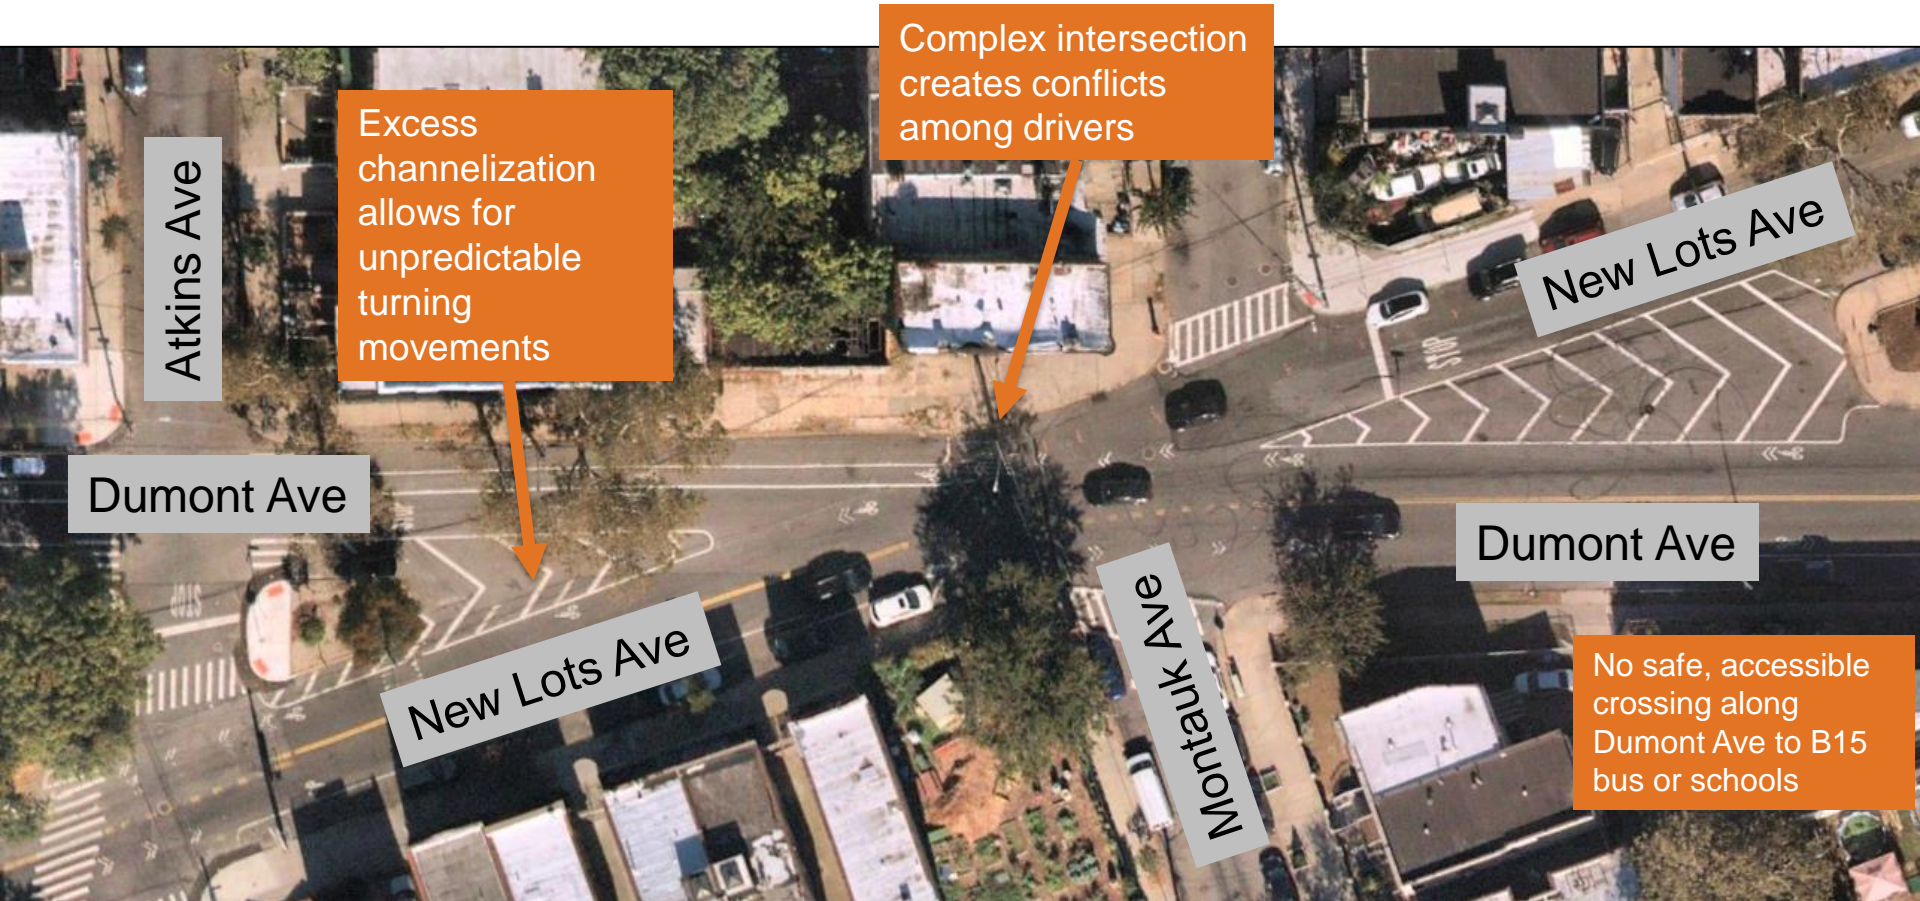 Complex intersection
creates conflicts
among drivers
Excess
channelization
allows for
unpredictable
turning
movements
Atkins Ave
New Lots Ave
Dumont Ave
Dumont Ave
New Lots Ave
Montauk Ave
No safe, accessible
crossing along
Dumont Ave to B15
bus or schools
STOP
STOP